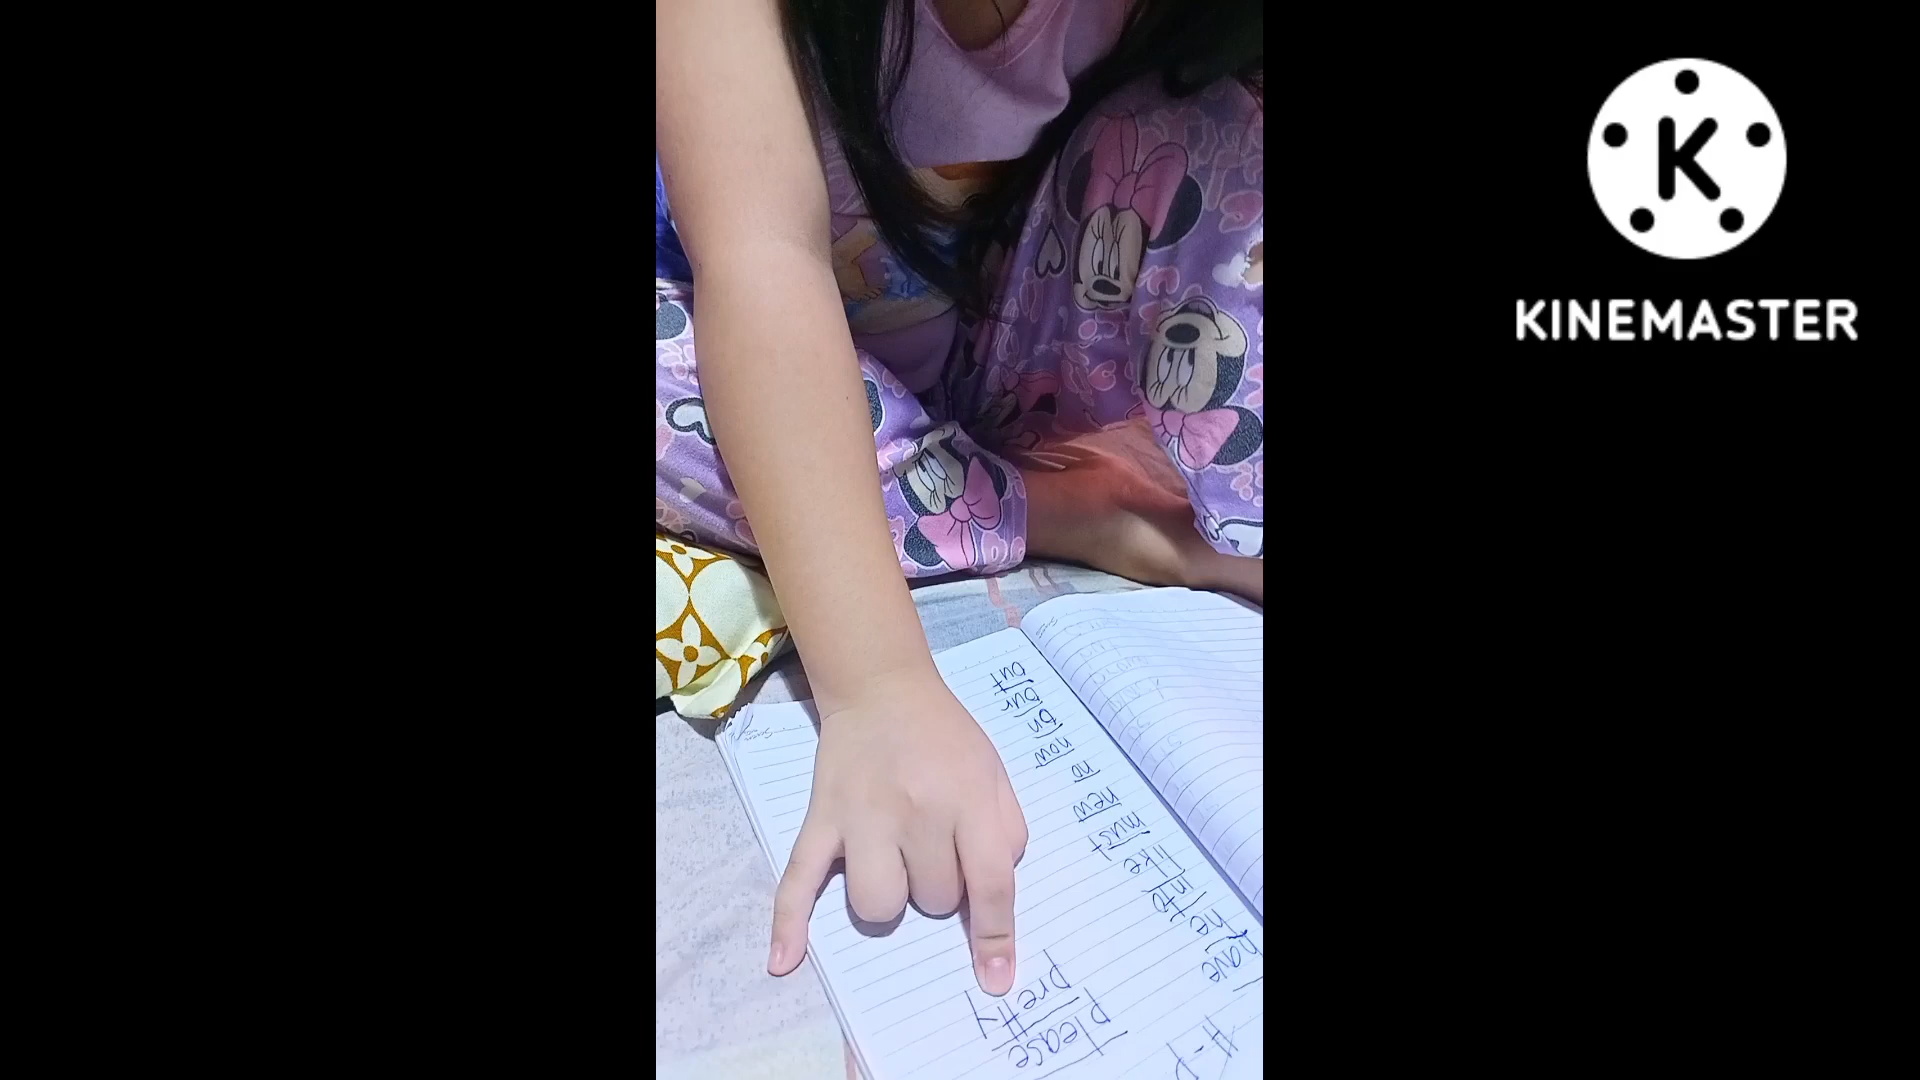 KINEMASTER
H-P
have
he
into
like
must
new
no
now
on
our
out
please
pretty